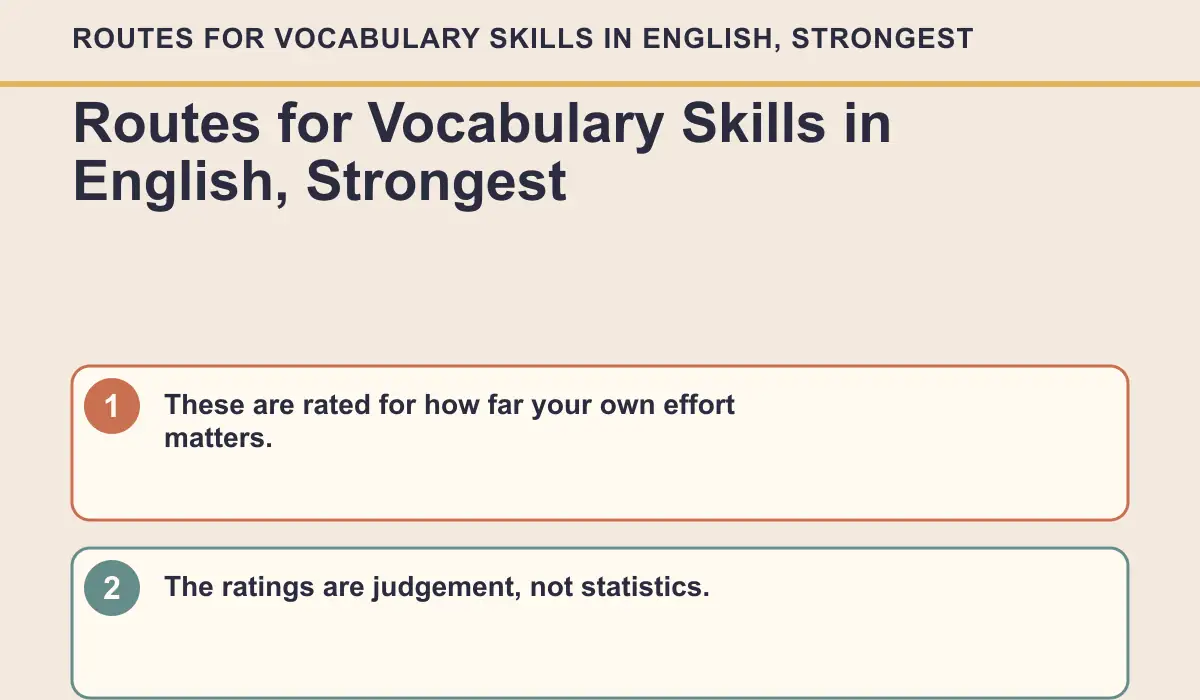 ROUTES FOR VOCABULARY SKILLS IN ENGLISH, STRONGEST
Routes for Vocabulary Skills in
English, Strongest
1
These are rated for how far your own effort
matters.
2
The ratings are judgement, not statistics.